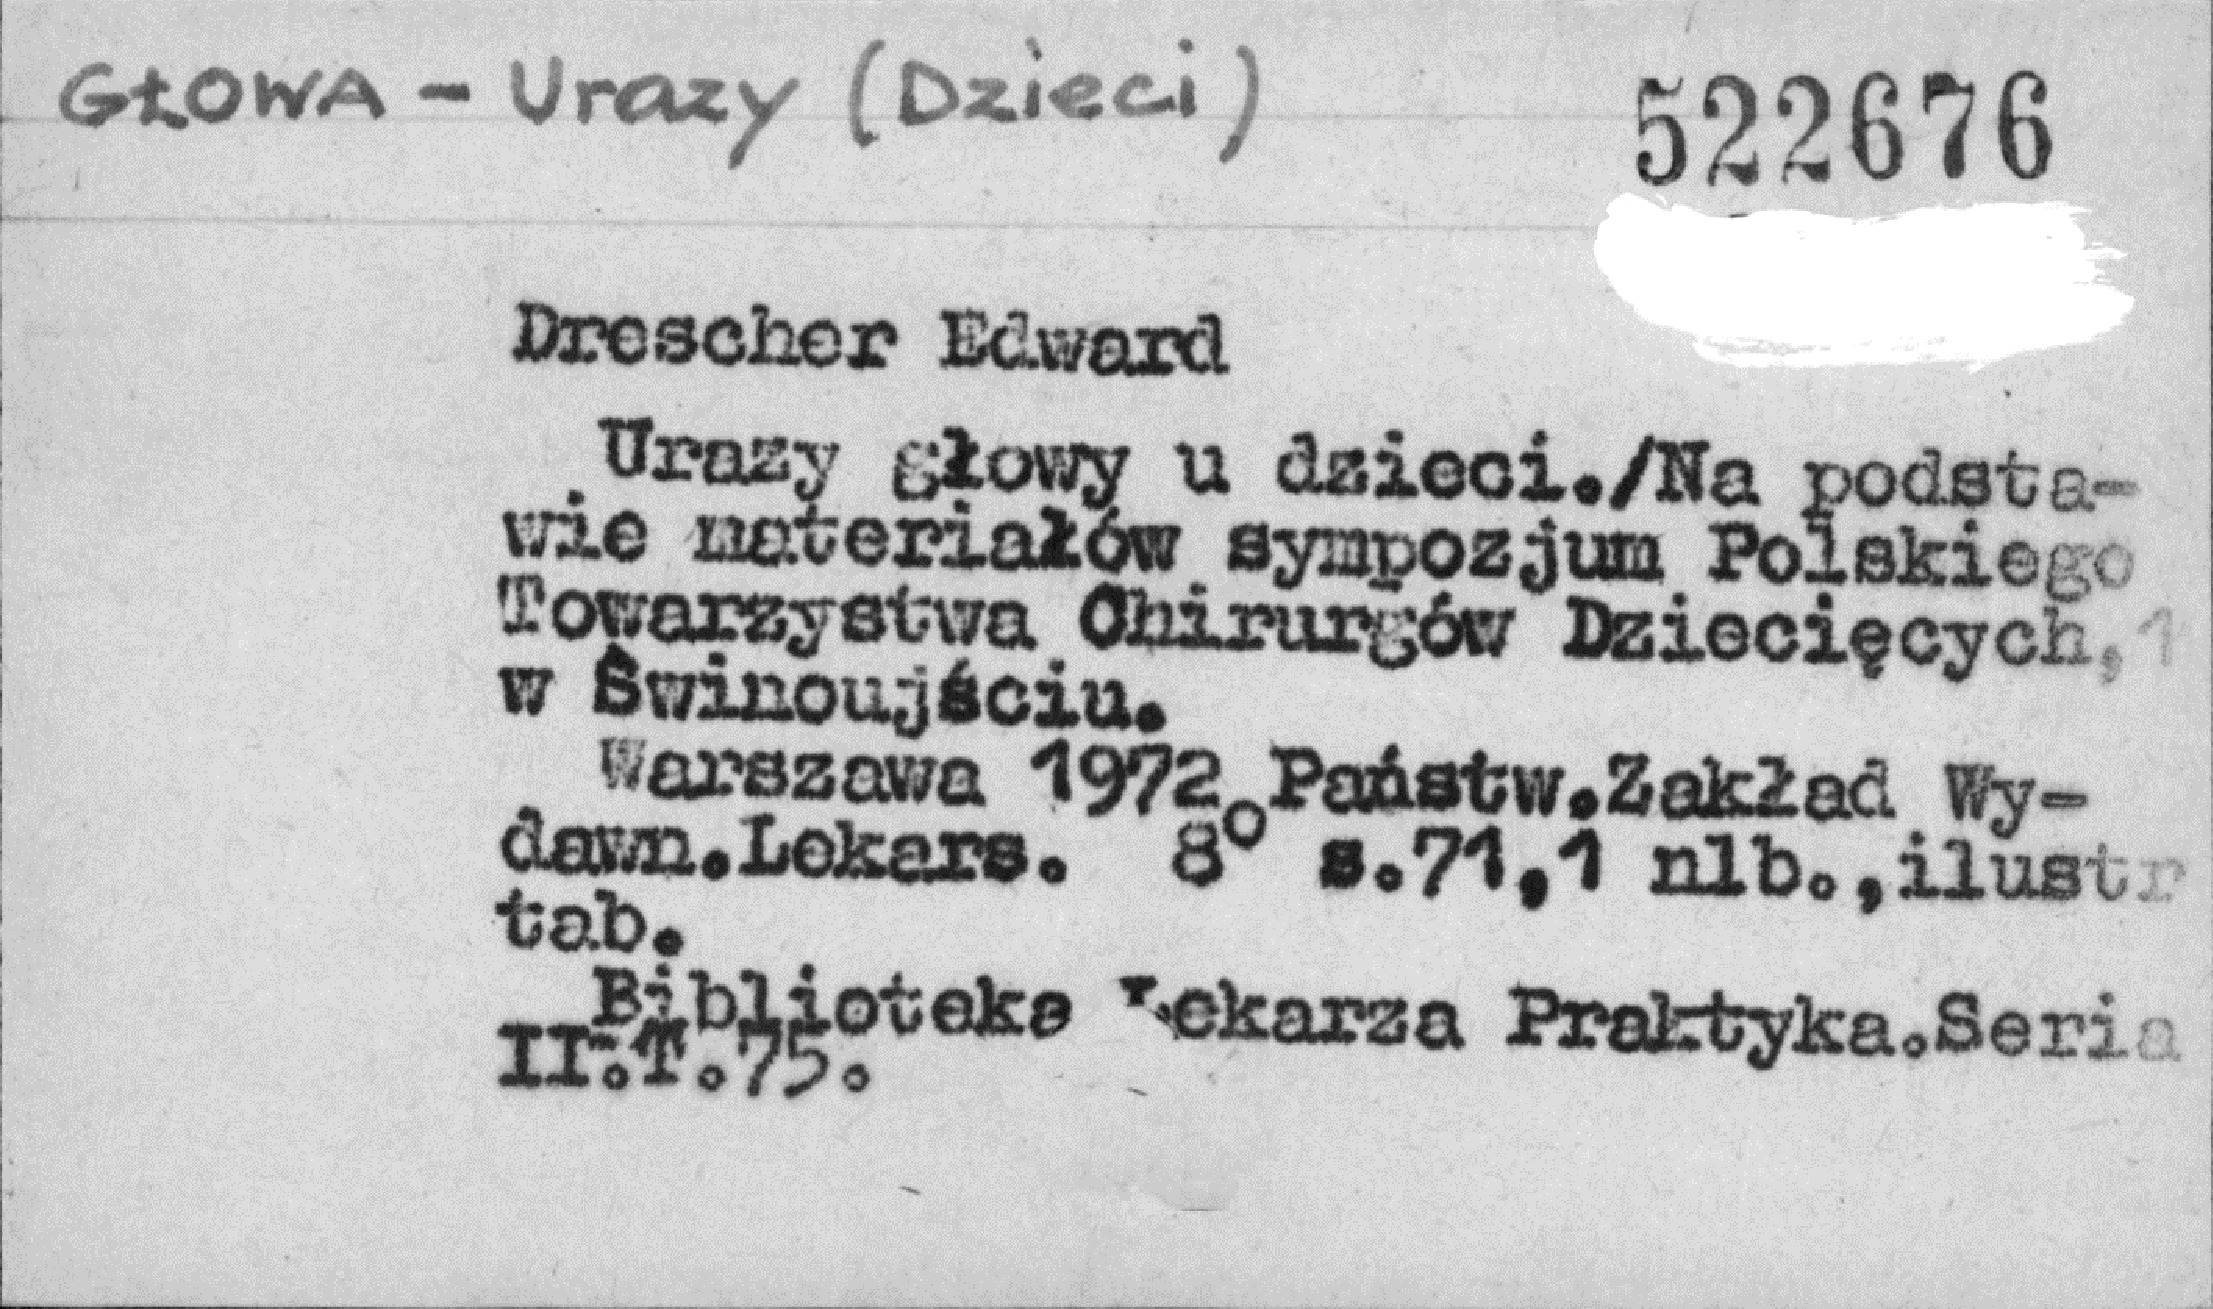 GŁOWA - Urazy (Dzieci)
522676
Drescher Edward
Urazy głowy u dzieci./Na podsta-
wie materiałów sympozjum Polskiego
Towarzystwa Chirurgów Dziecięcych,1
w Świnoujściu.
Warszawa 1972 Państw.Zakład Wy-
dawn.Lekars. 8° s.71,1 nlb.,ilustr
tab.
Biblioteka Lekarza Praktyka.Seria
II.T.75.